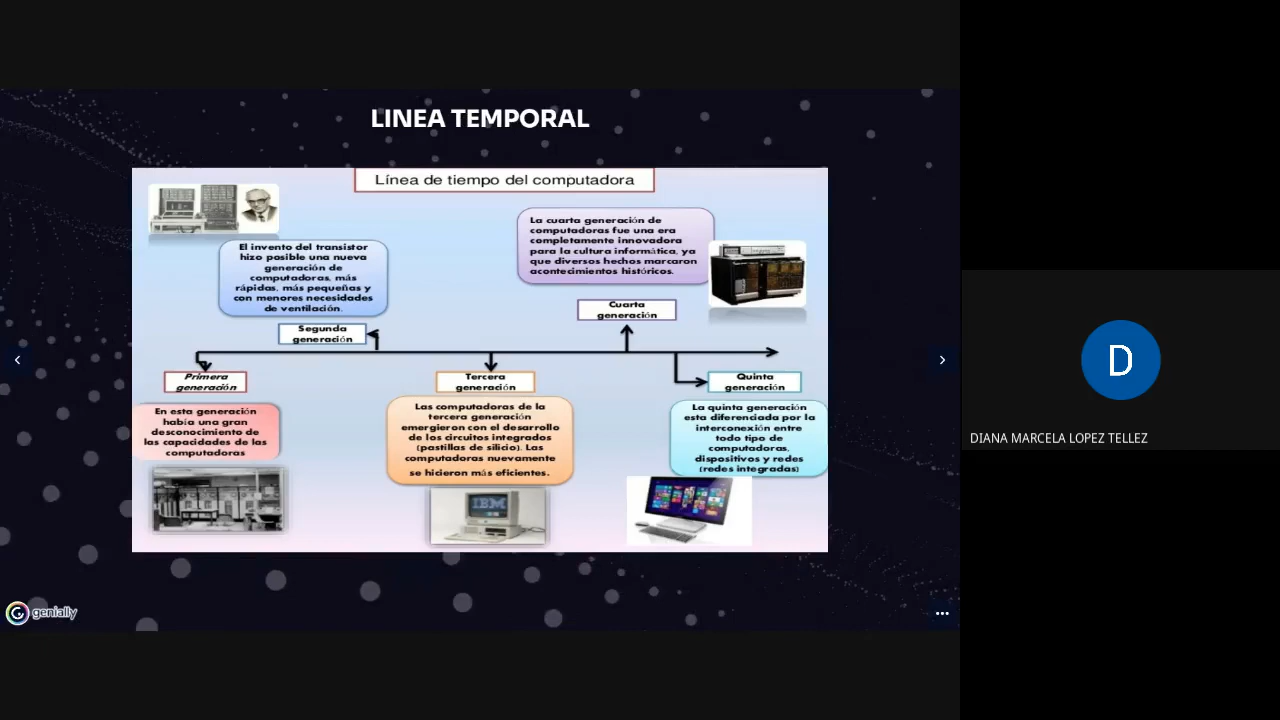 LINEA TEMPORAL
Línea de tiempo del computadora
El invento del transistor
hizo posible una nueva
generación de
computadoras, más
rápidas, más pequeñas y
con menores necesidades
de ventilación.
La cuarta generación de
computadoras fue una era
completamente innovadora
para la cultura informática, ya
que diversos hechos marcaron
acontecimientos históricos.
Segunda
generación
Cuarta
generación
Primera
generación
Tercera
generación
Quinta
generación
En esta generación
había una gran
desconocimiento de
las capacidades de las
computadoras
Las computadoras de la
tercera generación
emergieron con el desarrollo
de los circuitos integrados
(pastillas de silicio). Las
computadoras nuevamente
se hicieron más eficientes.
La quinta generación
esta diferenciada por la
interconexión entre
todo tipo de
computadoras,
dispositivos y redes
(redes integradas)
IBM
genially
D
DIANA MARCELA LOPEZ TELLEZ